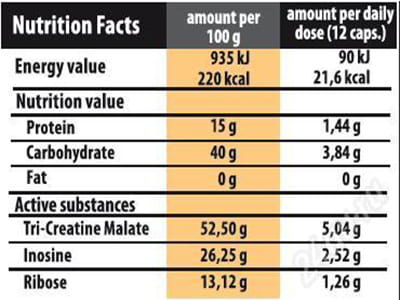 Nutrition Facts amount per 100 g amount per daily dose (12 caps.)
Energy value 935 kJ 90 kJ
220 kcal 21,6 kcal
Nutrition value
Protein 15 g 1,44 g
Carbohydrate 40 g 3,84 g
Fat 0 g 0 g
Active substances
Tri-Creatine Malate 52,50 g 5,04 g
Inosine 26,25 g 2,52 g
Ribose 13,12 g 1,26 g